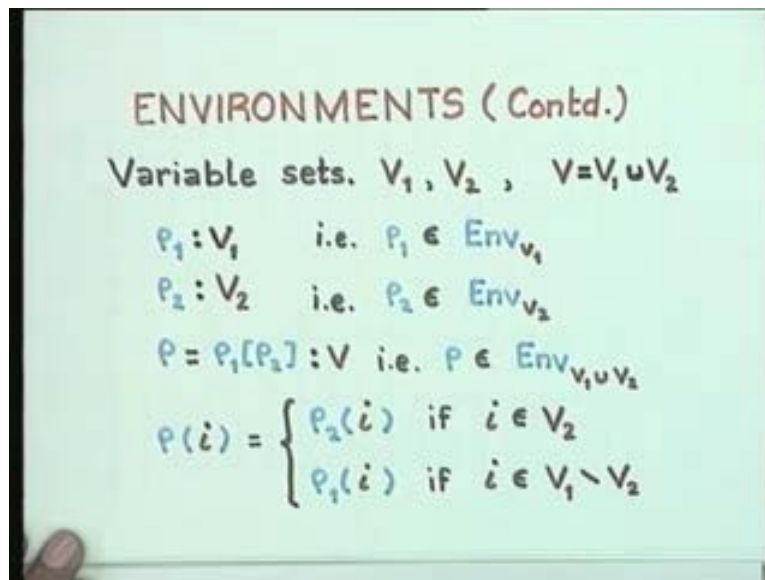 ENVIRONMENTS (Contd.)
Variable sets. V₁, V₂, V=V₁∪V₂
ρ₁ : V₁ i.e. ρ₁ ∈ Env_V₁
ρ₂ : V₂ i.e. ρ₂ ∈ Env_V₂
ρ = ρ₁[ρ₂] : V i.e. ρ ∈ Env_V₁∪V₂
ρ(i) = { ρ₂(i) if i ∈ V₂
ρ₁(i) if i ∈ V₁ \ V₂